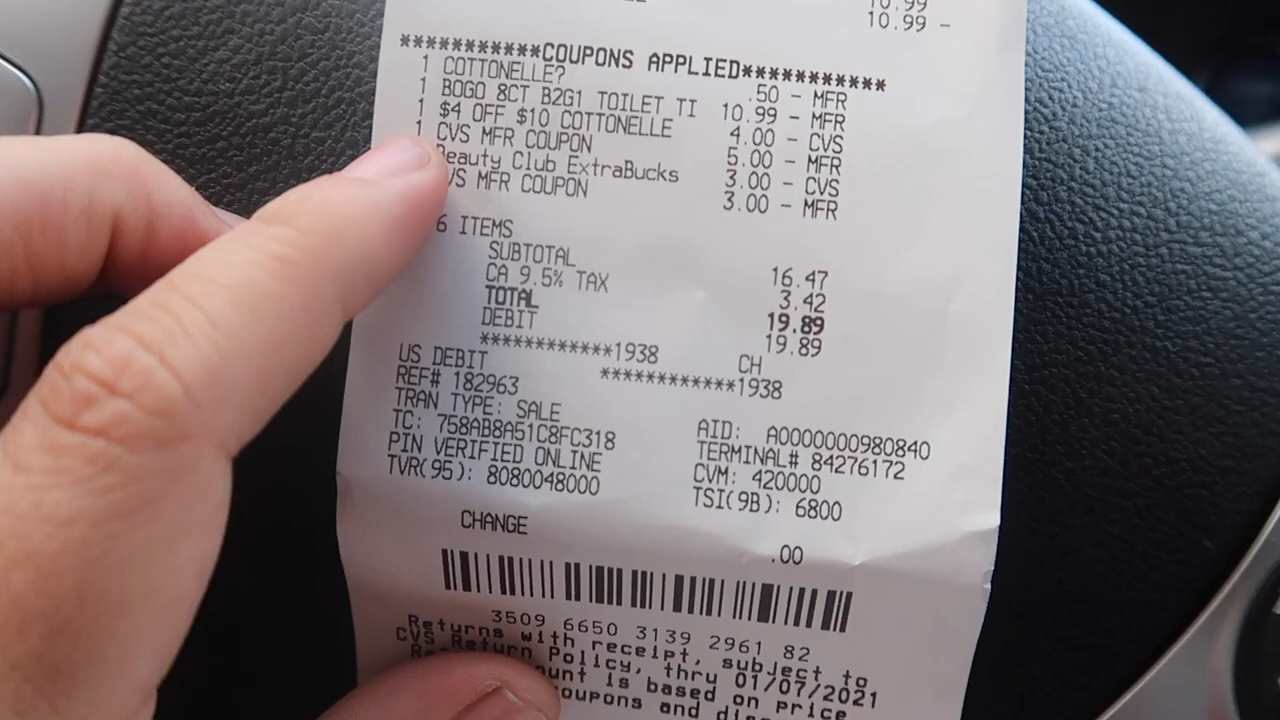 10.99
10.99 -
***********COUPONS APPLIED***********
1 COTTONELLE? .50 - MFR
1 BOGO 8CT B2G1 TOILET TI 10.99 - MFR
1 $4 OFF $10 COTTONELLE 4.00 - CVS
1 CVS MFR COUPON 5.00 - MFR
Beauty Club ExtraBucks 3.00 - CVS
VS MFR COUPON 3.00 - MFR
6 ITEMS
SUBTOTAL 16.47
CA 9.5% TAX 3.42
TOTAL 19.89
DEBIT 19.89
************1938 CH
US DEBIT ************1938
REF# 182963
TRAN TYPE: SALE
TC: 758AB8A51C8FC318 AID: A0000000980840
PIN VERIFIED ONLINE TERMINAL# 84276172
TVR(95): 8080048000 CVM: 420000
TSI(9B): 6800
CHANGE .00
3509 6650 3139 2961 82
Returns with receipt, subject to
CVS Return Policy, thru 01/07/2021
unt is based on price
coupons and